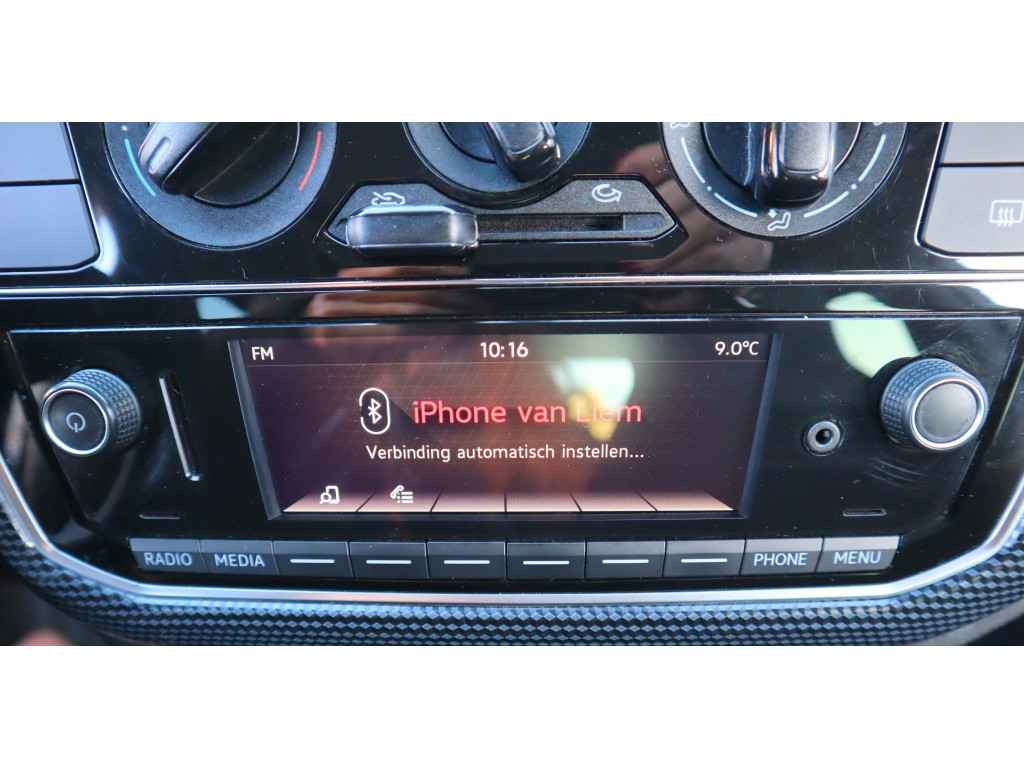 FM 10:16 9.0°C
iPhone van Liem
Verbinding automatisch instellen...
RADIO MEDIA PHONE MENU